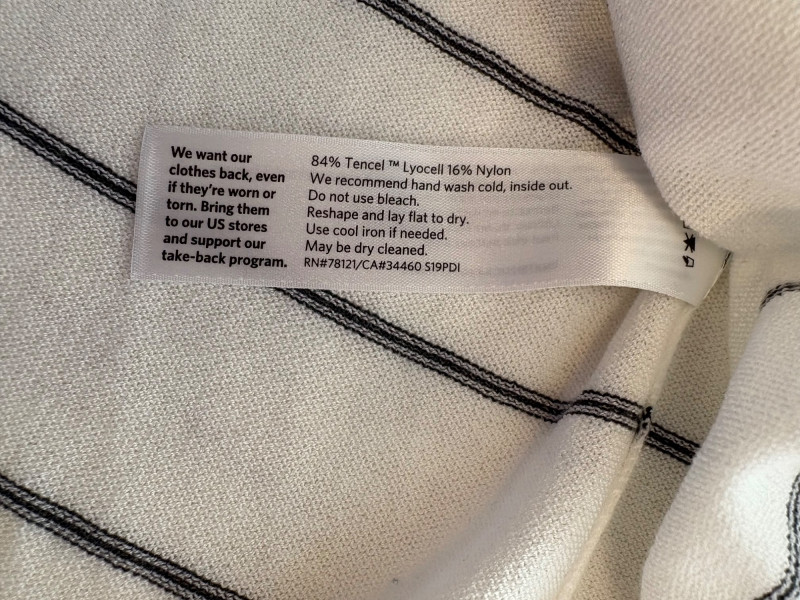 We want our
clothes back, even
if they're worn or
torn. Bring them
to our US stores
and support our
take-back program.
84% Tencel ™ Lyocell 16% Nylon
We recommend hand wash cold, inside out.
Do not use bleach.
Reshape and lay flat to dry.
Use cool iron if needed.
May be dry cleaned.
RN#78121/CA#34460 S19PDI